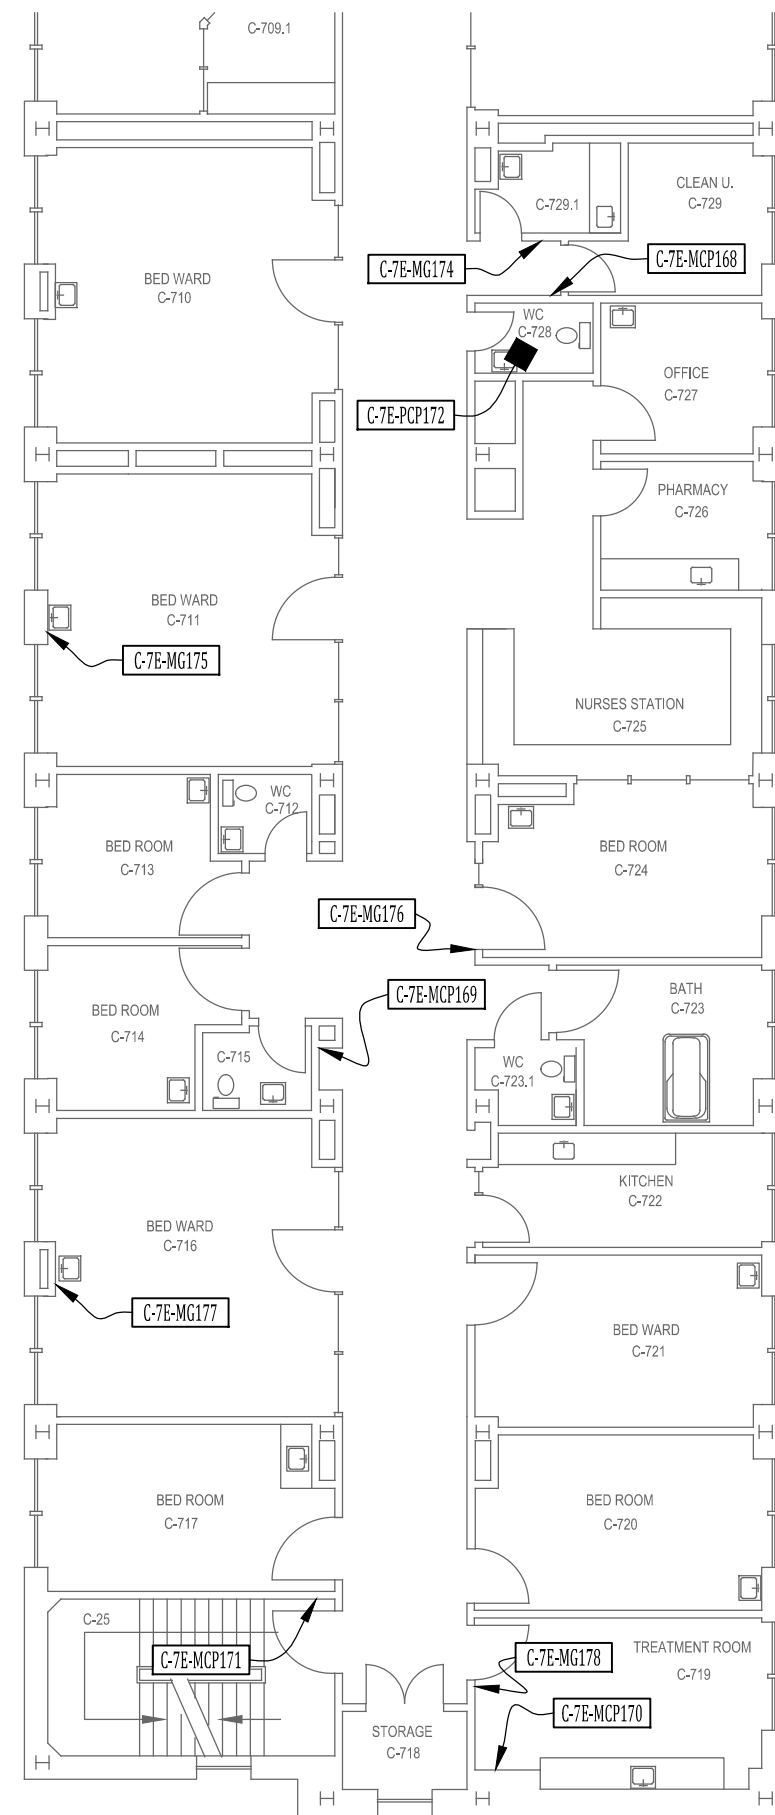 C-709.1
CLEAN U.
C-729
C-729.1
C-7E-MG174
C-7E-MCP168
BED WARD
C-710
WC
C-728
OFFICE
C-727
C-7E-PCP172
PHARMACY
C-726
BED WARD
C-711
C-7E-MG175
NURSES STATION
C-725
WC
C-712
BED ROOM
C-713
BED ROOM
C-724
C-7E-MG176
C-7E-MCP169
BATH
C-723
BED ROOM
C-714
C-715
WC
C-723.1
KITCHEN
C-722
BED WARD
C-716
C-7E-MG177
BED WARD
C-721
BED ROOM
C-717
BED ROOM
C-720
C-25
C-7E-MCP171
C-7E-MG178
TREATMENT ROOM
C-719
C-7E-MCP170
STORAGE
C-718